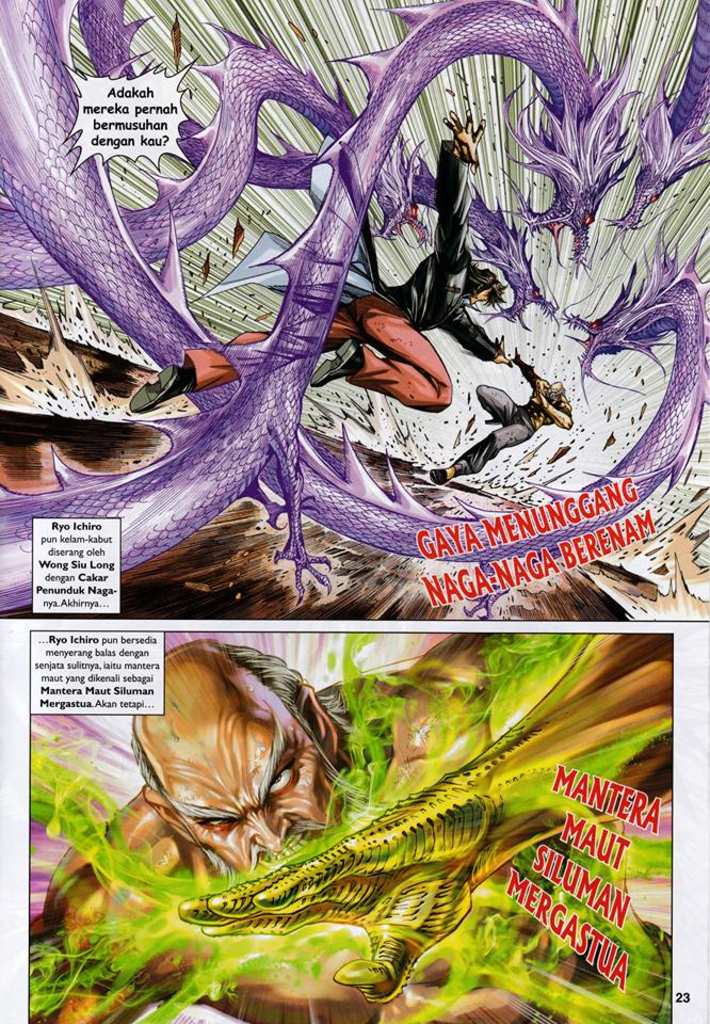 Adakah
mereka pernah
bermusuhan
dengan kau?
Ryo Ichiro
pun kelam-kabut
diserang oleh
Wong Siu Long
dengan Cakar
Penunduk Naga-
nya. Akhirnya...
GAYA MENUNGGANG
NAGA-NAGA BERENAM
...Ryo Ichiro pun bersedia
menyerang balas dengan
senjata sulitnya, iaitu mantera
maut yang dikenali sebagai
Mantera Maut Siluman
Mergastua. Akan tetapi...
MANTERA
MAUT
SILUMAN
MERGASTUA
23